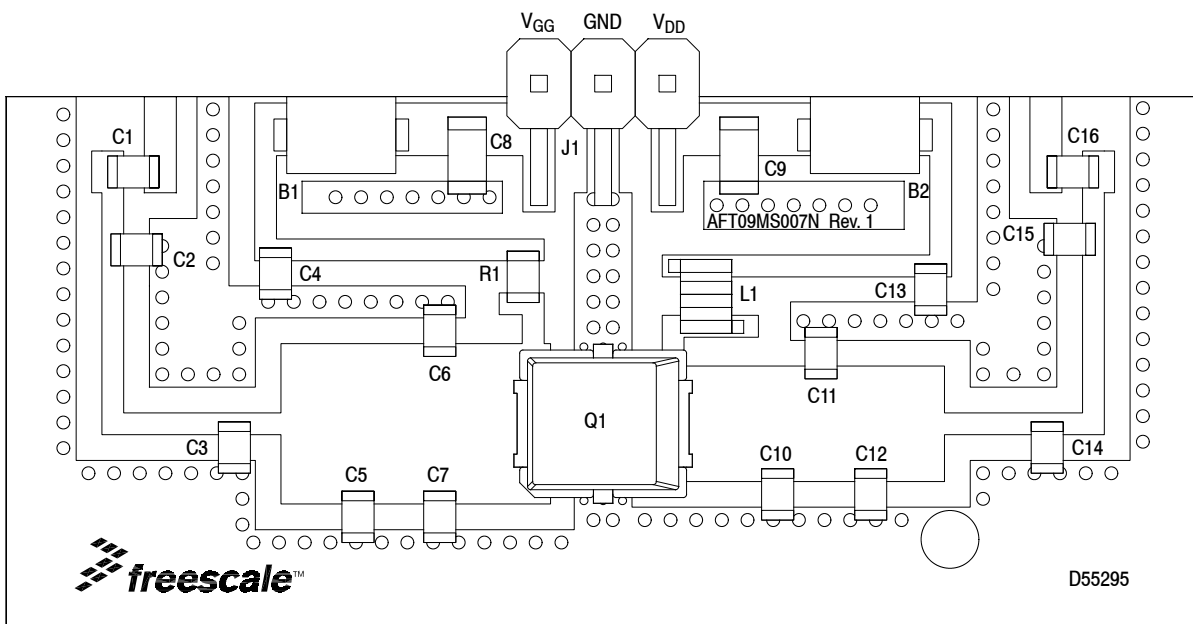 VGG GND VDD
C1
C8
J1
C9
C16
B1
B2
AFT09MS007N Rev. 1
C2
C4
R1
L1
C13
C15
C6
C11
Q1
C3
C5
C7
C10
C12
C14
freescale™
D55295